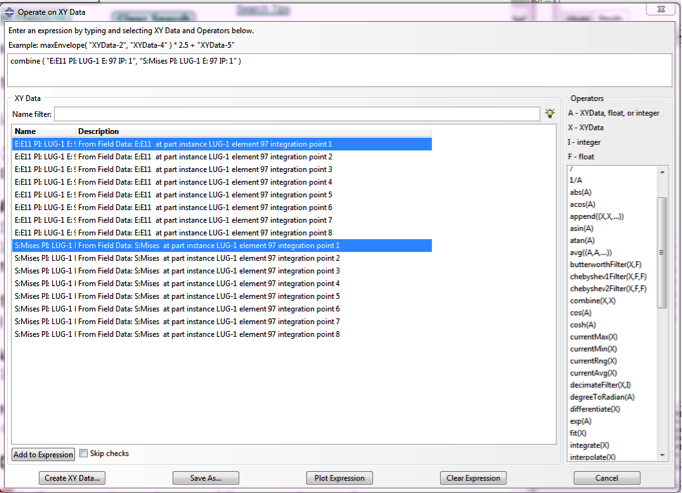 Search Tips
Clear Search
Operate on XY Data
Enter an expression by typing and selecting XY Data and Operators below.
Example: maxEnvelope( "XYData-2", "XYData-4" ) * 2.5 + "XYData-5"
combine ( "E:E11 PI: LUG-1 E: 97 IP: 1", "S:Mises PI: LUG-1 E: 97 IP: 1" )
XY Data
Name filter:
Name Description
E:E11 PI: LUG-1 E: 9 From Field Data: E:E11 at part instance LUG-1 element 97 integration point 1
E:E11 PI: LUG-1 E: 9 From Field Data: E:E11 at part instance LUG-1 element 97 integration point 2
E:E11 PI: LUG-1 E: 9 From Field Data: E:E11 at part instance LUG-1 element 97 integration point 3
E:E11 PI: LUG-1 E: 9 From Field Data: E:E11 at part instance LUG-1 element 97 integration point 4
E:E11 PI: LUG-1 E: 9 From Field Data: E:E11 at part instance LUG-1 element 97 integration point 5
E:E11 PI: LUG-1 E: 9 From Field Data: E:E11 at part instance LUG-1 element 97 integration point 6
E:E11 PI: LUG-1 E: 9 From Field Data: E:E11 at part instance LUG-1 element 97 integration point 7
E:E11 PI: LUG-1 E: 9 From Field Data: E:E11 at part instance LUG-1 element 97 integration point 8
S:Mises PI: LUG-1 From Field Data: S:Mises at part instance LUG-1 element 97 integration point 1
S:Mises PI: LUG-1 From Field Data: S:Mises at part instance LUG-1 element 97 integration point 2
S:Mises PI: LUG-1 From Field Data: S:Mises at part instance LUG-1 element 97 integration point 3
S:Mises PI: LUG-1 From Field Data: S:Mises at part instance LUG-1 element 97 integration point 4
S:Mises PI: LUG-1 From Field Data: S:Mises at part instance LUG-1 element 97 integration point 5
S:Mises PI: LUG-1 From Field Data: S:Mises at part instance LUG-1 element 97 integration point 6
S:Mises PI: LUG-1 From Field Data: S:Mises at part instance LUG-1 element 97 integration point 7
S:Mises PI: LUG-1 From Field Data: S:Mises at part instance LUG-1 element 97 integration point 8
Add to Expression
Skip checks
Operators
A - XYData, float, or integer
X - XYData
I - integer
F - float
/
1/A
abs(A)
acos(A)
append((X,X,...))
asin(A)
atan(A)
avg((A,A,...))
butterworthFilter(X,F)
chebyshev1Filter(X,F,F)
chebyshev2Filter(X,F,F)
combine(X,X)
cos(A)
cosh(A)
currentMax(X)
currentMin(X)
currentRng(X)
currentAvg(X)
decimateFilter(X,I)
degreeToRadian(A)
differentiate(X)
exp(A)
fit(X)
integrate(X)
interpolate(X)
Create XY Data...
Save As...
Plot Expression
Clear Expression
Cancel